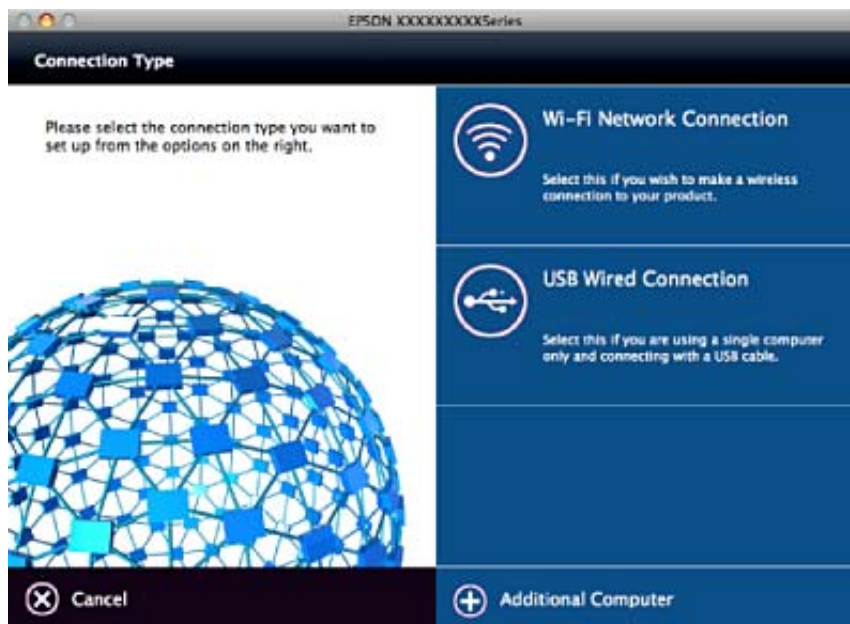 EPSON XXXXXXXXXSeries
Connection Type
Please select the connection type you want to
set up from the options on the right.
Wi-Fi Network Connection
Select this if you wish to make a wireless
connection to your product.
USB Wired Connection
Select this if you are using a single computer
only and connecting with a USB cable.
Cancel
Additional Computer